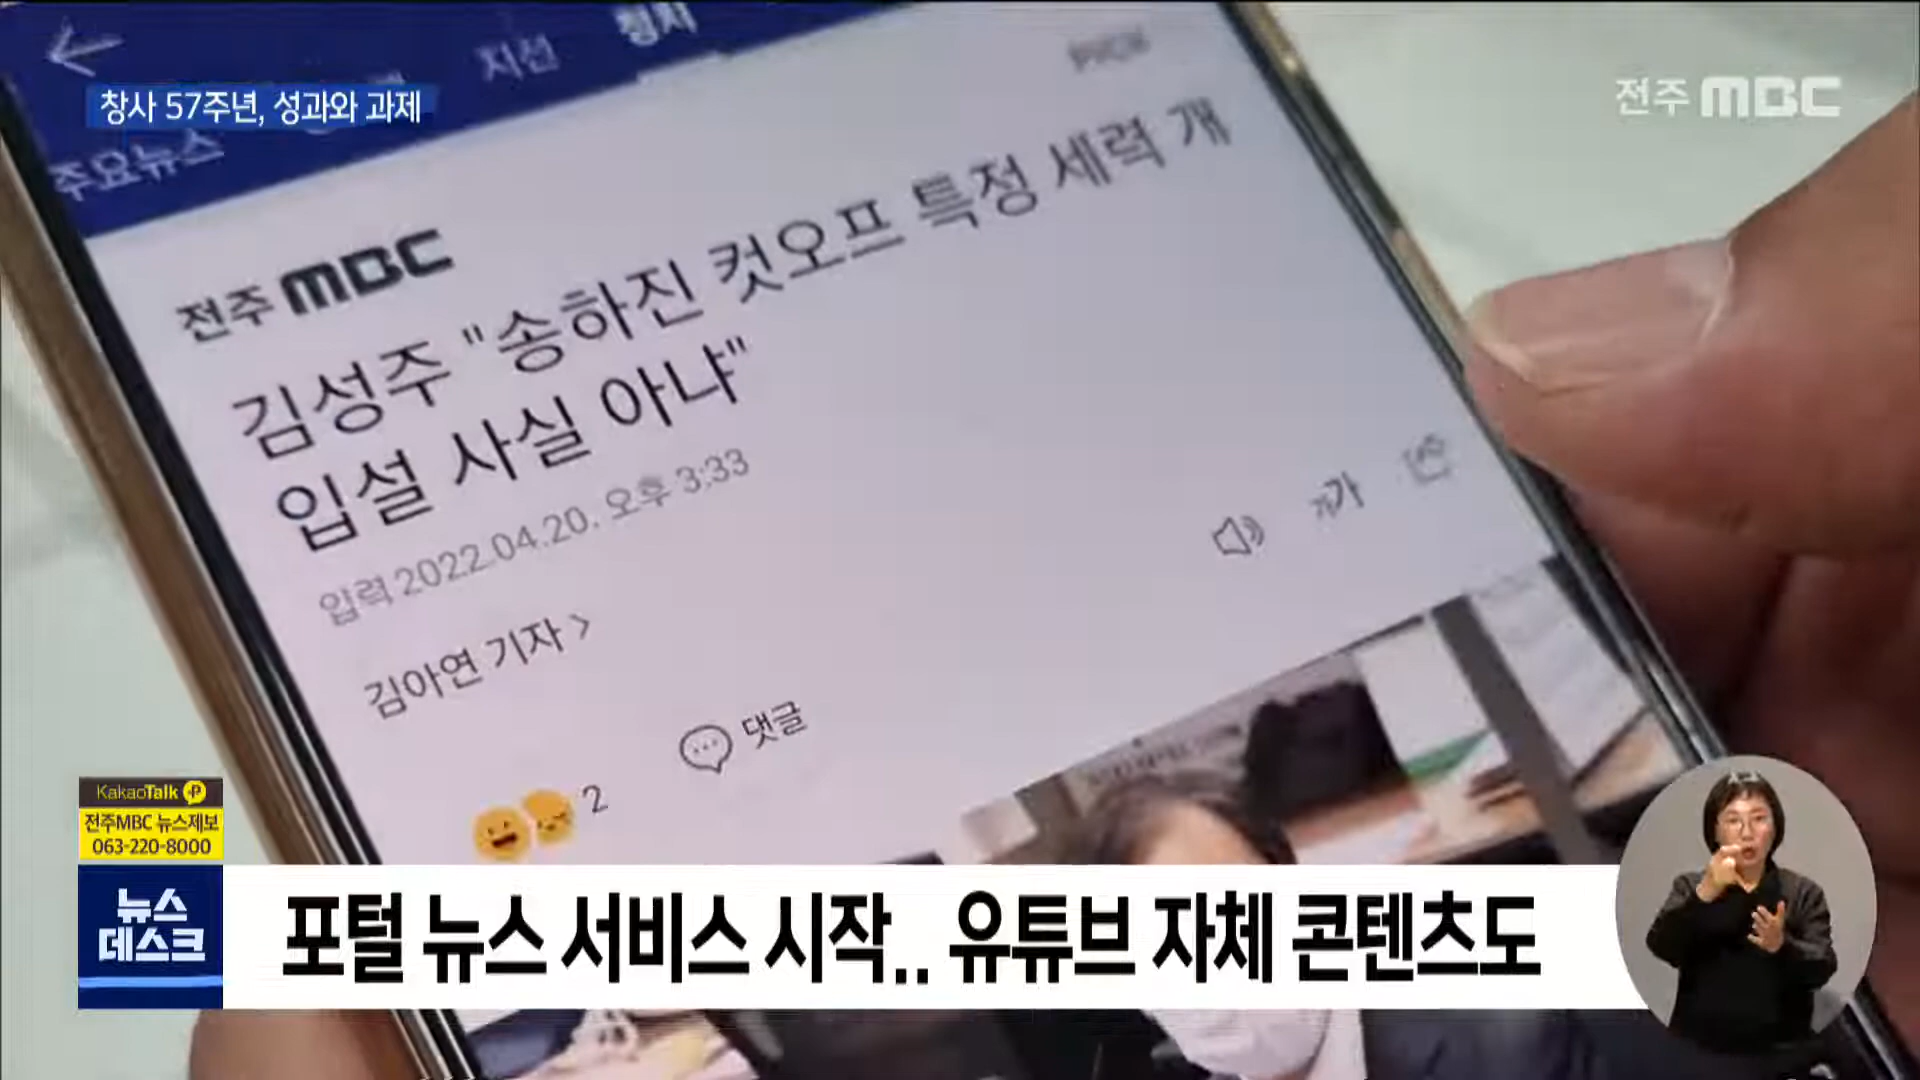 지선
정치
PICK
창사 57주년, 성과와 과제
전주 MBC
주요뉴스
전주 MBC
김성주 "송하진 컷오프 특정 세력 개
입설 사실 아냐"
입력 2022.04.20. 오후 3:33
가가
김아연 기자 >
댓글
2
KakaoTalk
전주MBC 뉴스제보
063-220-8000
뉴스
데스크
포털 뉴스 서비스 시작.. 유튜브 자체 콘텐츠도